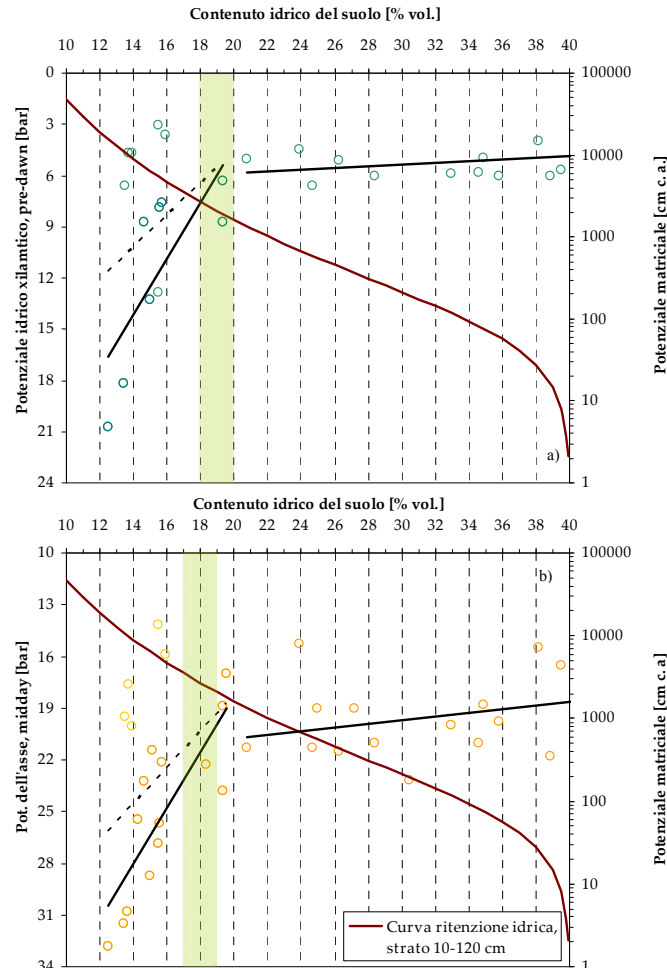 Contenuto idrico del suolo [% vol.]
10 12 14 16 18 20 22 24 26 28 30 32 34 36 38 40
Potenziale idrico xilamtico, pre-dawn [bar]
0
3
6
9
12
15
18
21
24
100000
10000
1000
100
10
1
Potenziale matriciale [cm c. a.]
a)
Contenuto idrico del suolo [% vol.]
10 12 14 16 18 20 22 24 26 28 30 32 34 36 38 40
Pot. dell'asse, midday [bar]
10
13
16
19
22
25
28
31
34
100000
10000
1000
100
10
1
Potenziale matriciale [cm c. a]
b)
Curva ritenzione idrica,
strato 10-120 cm